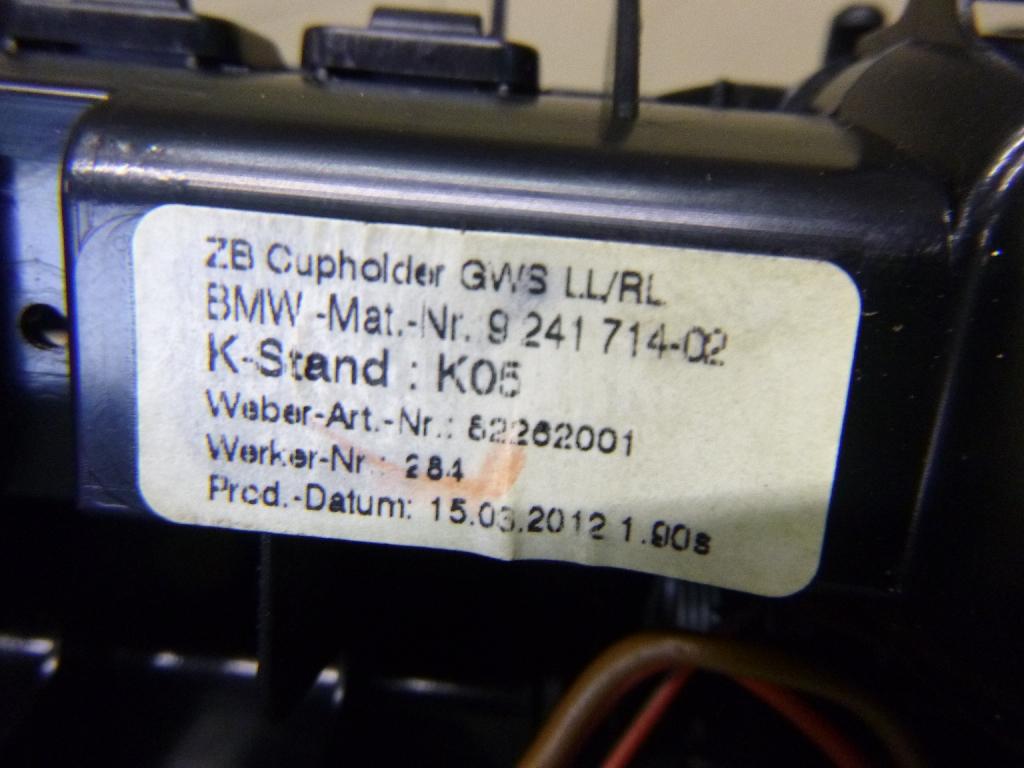 ZB Cupholder GWS LL/RL
BMW -Mat.-Nr. 9 241 714-02
K-Stand : K05
Weber-Art.-Nr.: 82262001
Werker-Nr.: 284
Prod.-Datum: 15.03.2012 1.90s